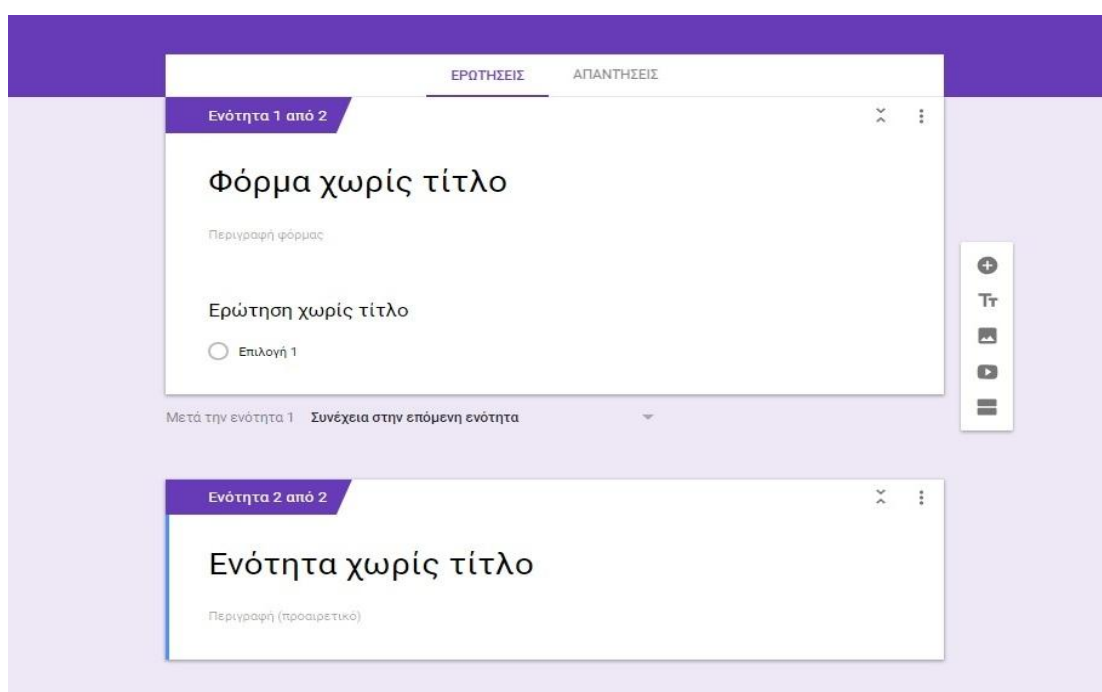 ΕΡΩΤΗΣΕΙΣ ΑΠΑΝΤΗΣΕΙΣ
Ενότητα 1 από 2
Φόρμα χωρίς τίτλο
Περιγραφή φόρμας
Ερώτηση χωρίς τίτλο
Επιλογή 1
Tт
Μετά την ενότητα 1 Συνέχεια στην επόμενη ενότητα
Ενότητα 2 από 2
Ενότητα χωρίς τίτλο
Περιγραφή (προαιρετικό)